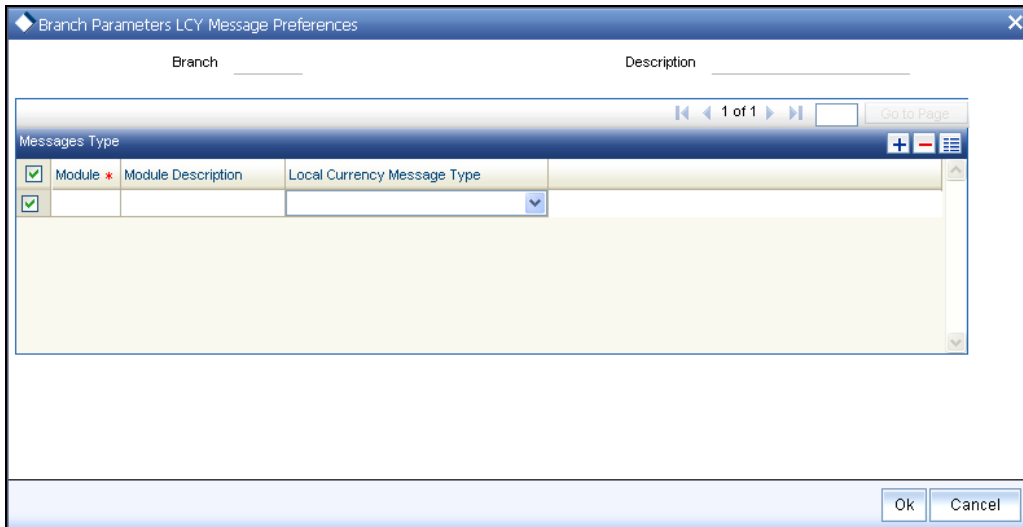 Branch Parameters LCY Message Preferences
Branch Description
1 of 1 Go to Page
Messages Type
Module * Module Description Local Currency Message Type
Ok Cancel